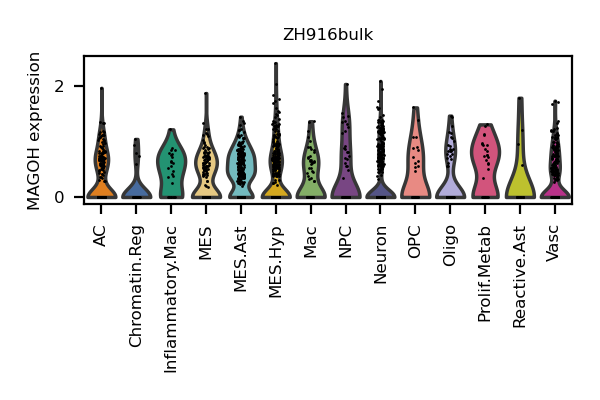 ZH916bulk
MAGOH expression
2
0
AC
Chromatin.Reg
Inflammatory.Mac
MES
MES.Ast
MES.Hyp
Mac
NPC
Neuron
OPC
Oligo
Prolif.Metab
Reactive.Ast
Vasc